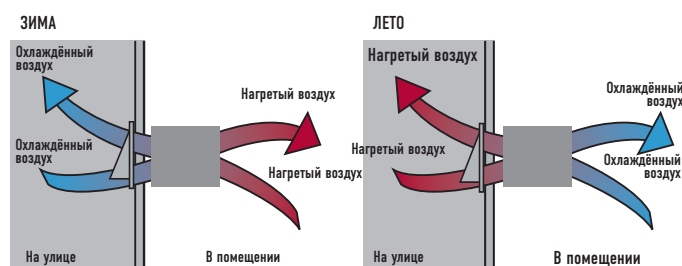 ЗИМА
Охлаждённый
воздух
Нагретый воздух
Охлаждённый
воздух
Нагретый воздух
На улице
В помещении
ЛЕТО
Нагретый воздух
Охлаждённый
воздух
Нагретый воздух
Охлаждённый
воздух
На улице
В помещении